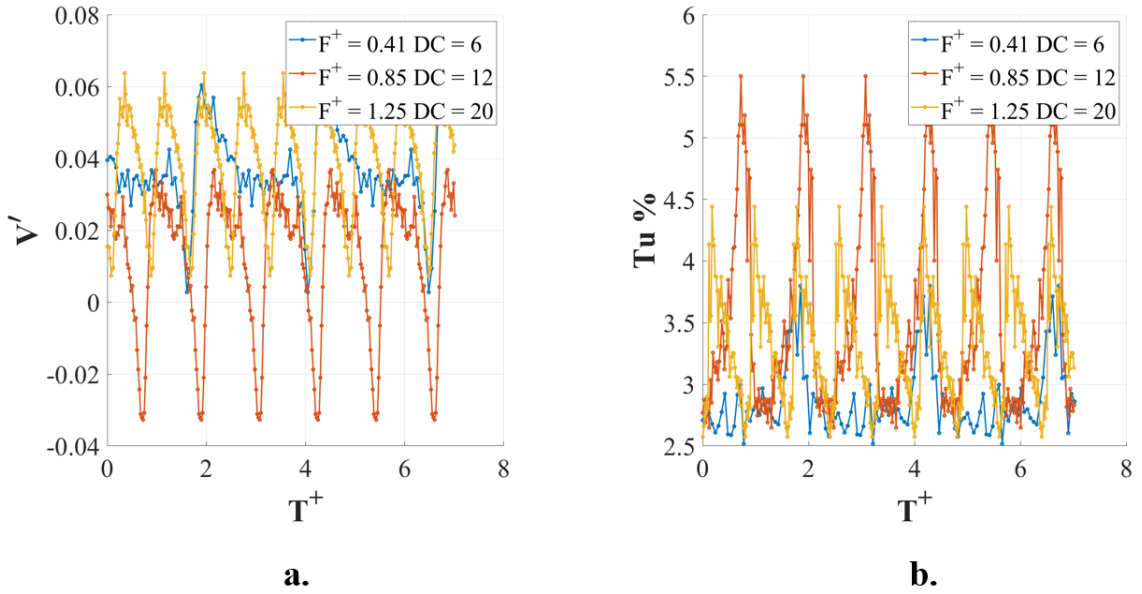 0.08
0.06
0.04
0.02
0
-0.02
-0.04
V′
0 2 4 6 8
T+
F+ = 0.41 DC = 6
F+ = 0.85 DC = 12
F+ = 1.25 DC = 20
a.
6
5.5
5
4.5
4
3.5
3
2.5
Tu %
0 2 4 6 8
T+
F+ = 0.41 DC = 6
F+ = 0.85 DC = 12
F+ = 1.25 DC = 20
b.